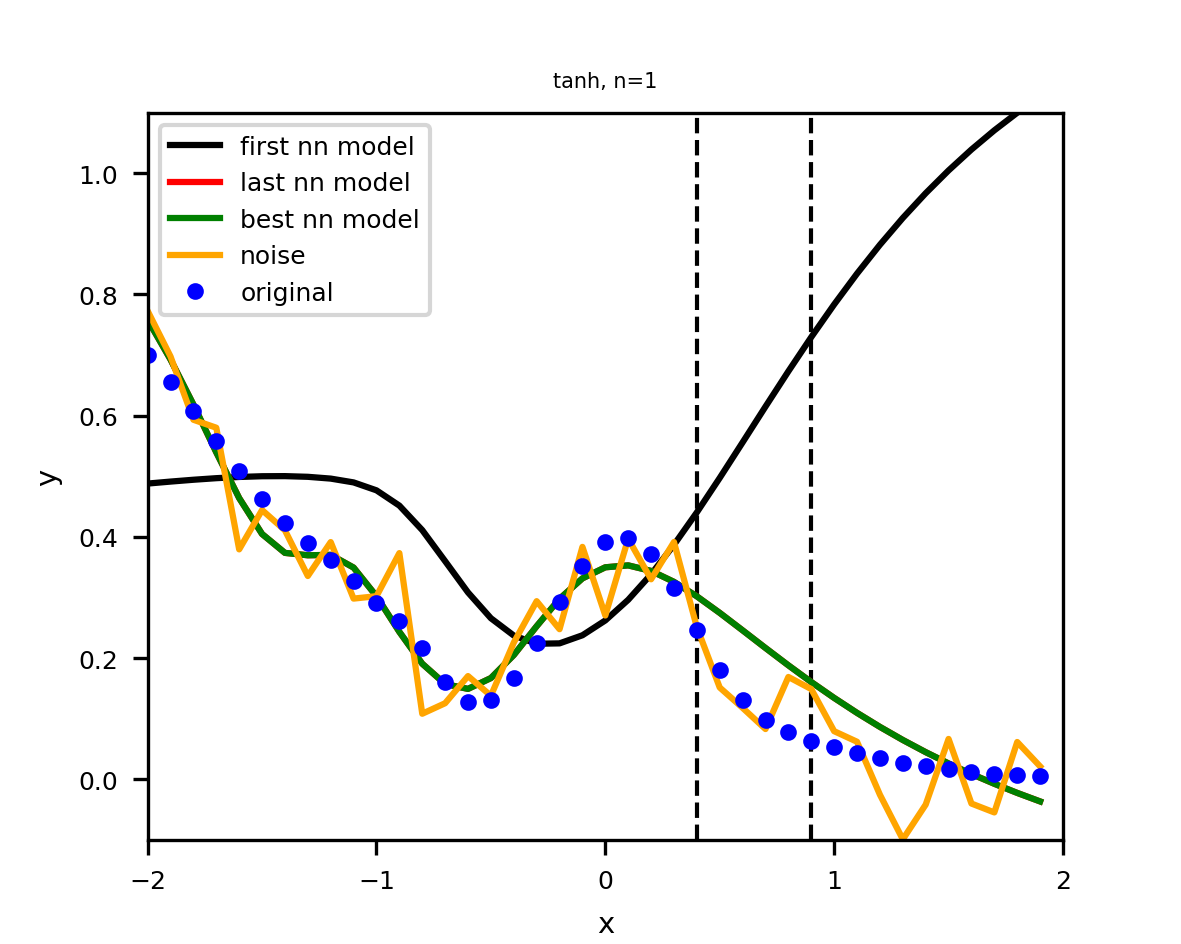 tanh, n=1
first nn model
last nn model
best nn model
noise
original
1.0
0.8
0.6
0.4
0.2
0.0
y
−2 −1 0 1 2
x